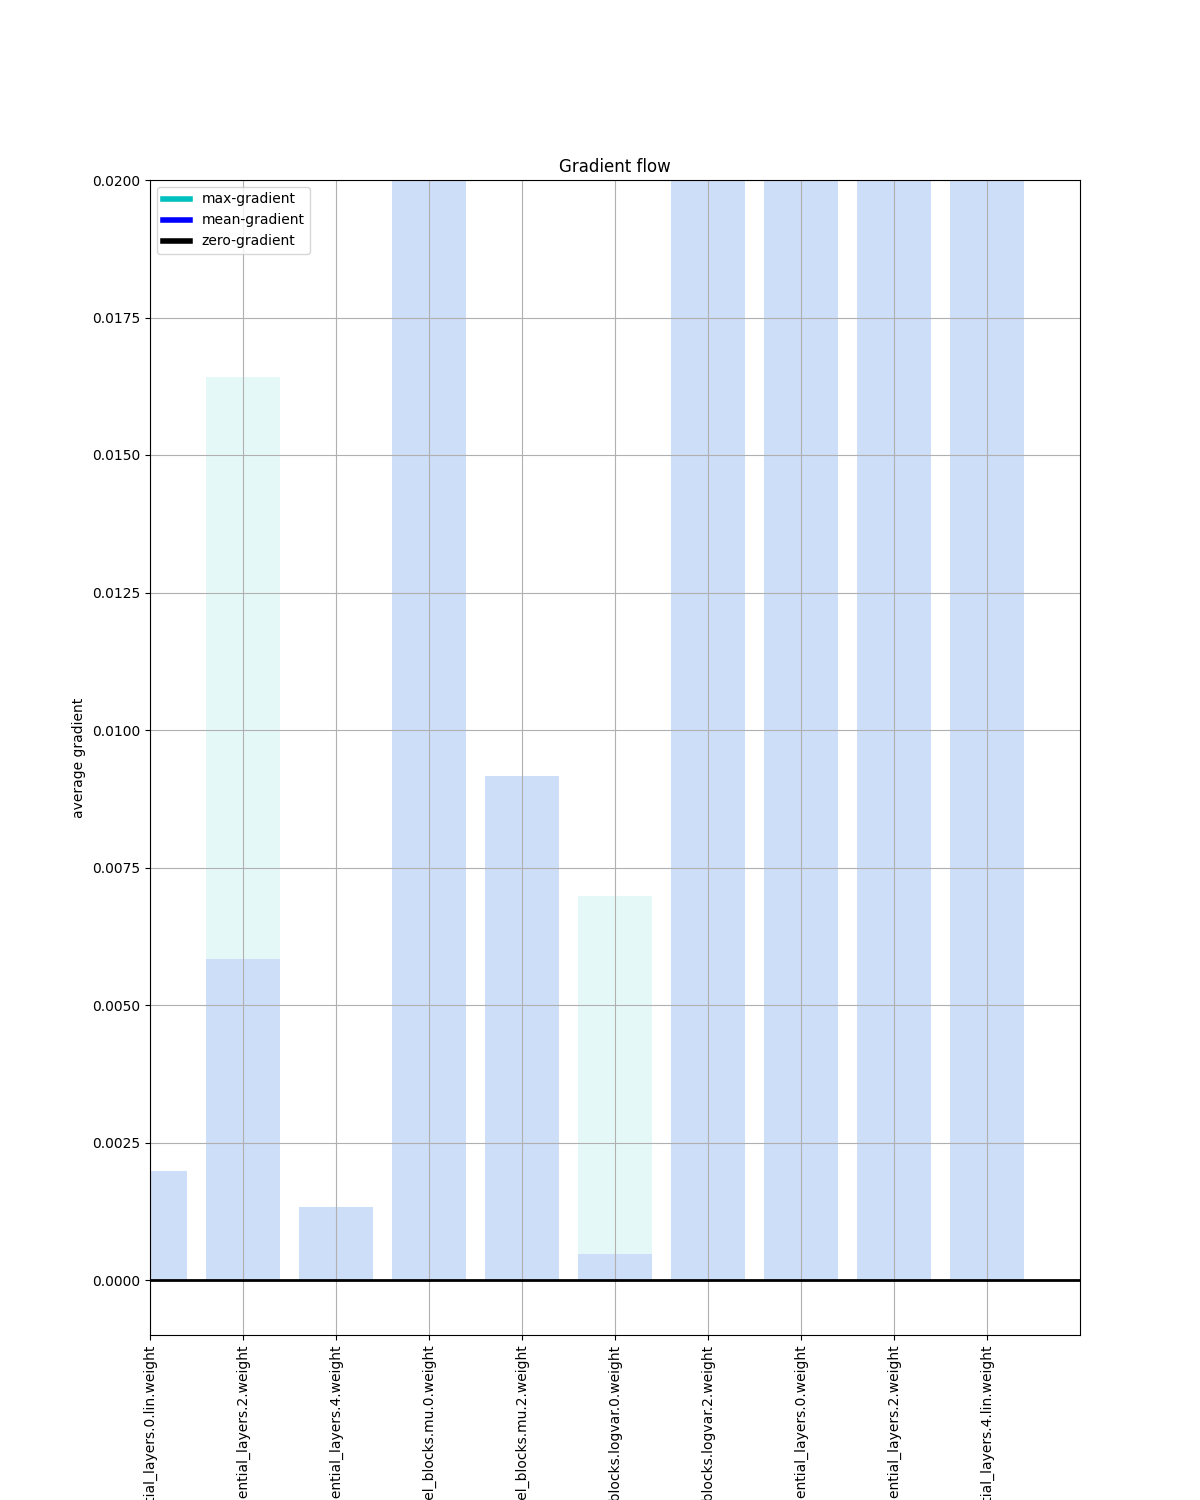 Gradient flow
max-gradient
mean-gradient
zero-gradient
0.0200
0.0175
0.0150
0.0125
0.0100
0.0075
0.0050
0.0025
0.0000
average gradient
tial_layers.0.lin.weight
ential_layers.2.weight
ential_layers.4.weight
el_blocks.mu.0.weight
el_blocks.mu.2.weight
blocks.logvar.0.weight
blocks.logvar.2.weight
ential_layers.0.weight
ential_layers.2.weight
tial_layers.4.lin.weight